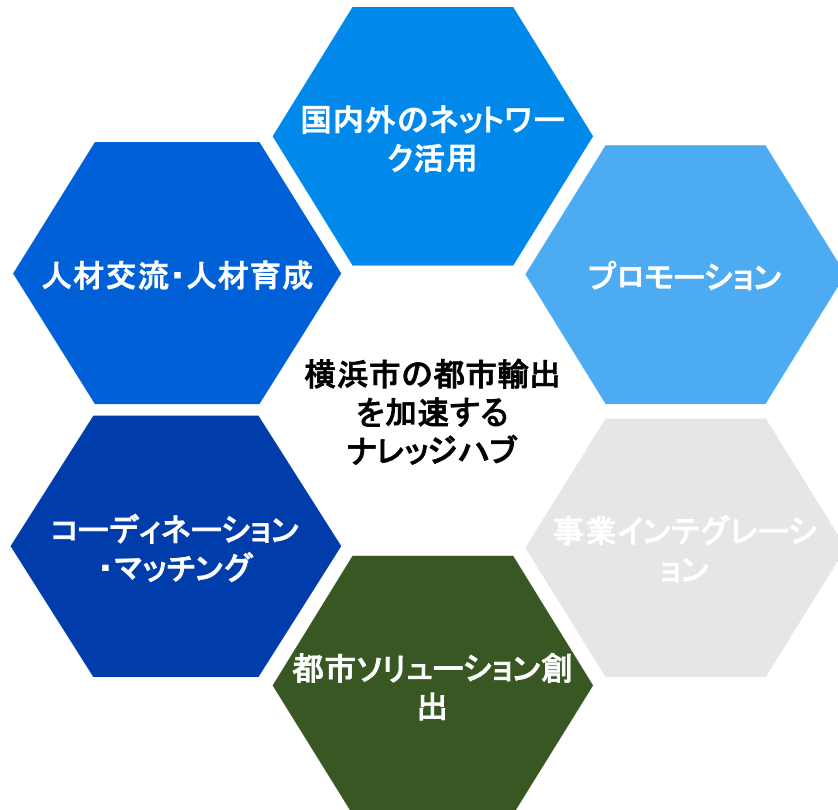 国内外のネットワー
ク活用
プロモーション
人材交流・人材育成
横浜市の都市輸出
を加速する
ナレッジハブ
事業インテグレーシ
ョン
コーディネーション
・マッチング
都市ソリューション創
出